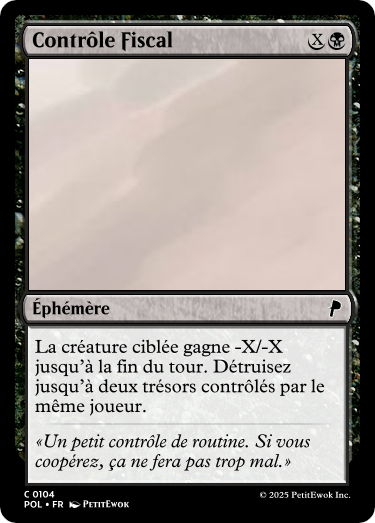 Contrôle Fiscal X
Éphémère
La créature ciblée gagne -X/-X
jusqu'à la fin du tour. Détruisez
jusqu'à deux trésors contrôlés par le
même joueur.
«Un petit contrôle de routine. Si vous
coopérez, ça ne fera pas trop mal.»
C 0104
POL • FR PetitEwok
© 2025 PetitEwok Inc.